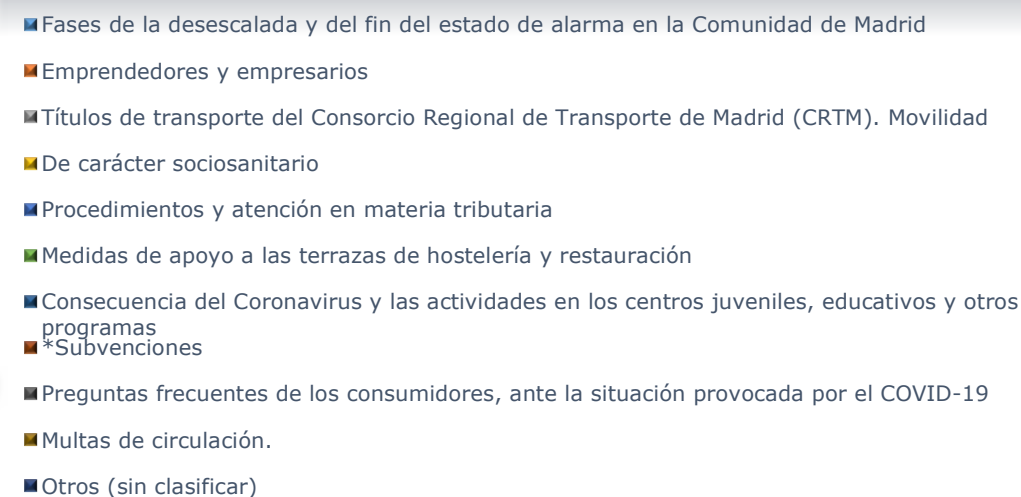 Fases de la desescalada y del fin del estado de alarma en la Comunidad de Madrid
Emprendedores y empresarios
Títulos de transporte del Consorcio Regional de Transporte de Madrid (CRTM). Movilidad
De carácter sociosanitario
Procedimientos y atención en materia tributaria
Medidas de apoyo a las terrazas de hostelería y restauración
Consecuencia del Coronavirus y las actividades en los centros juveniles, educativos y otros
programas
*Subvenciones
Preguntas frecuentes de los consumidores, ante la situación provocada por el COVID-19
Multas de circulación.
Otros (sin clasificar)